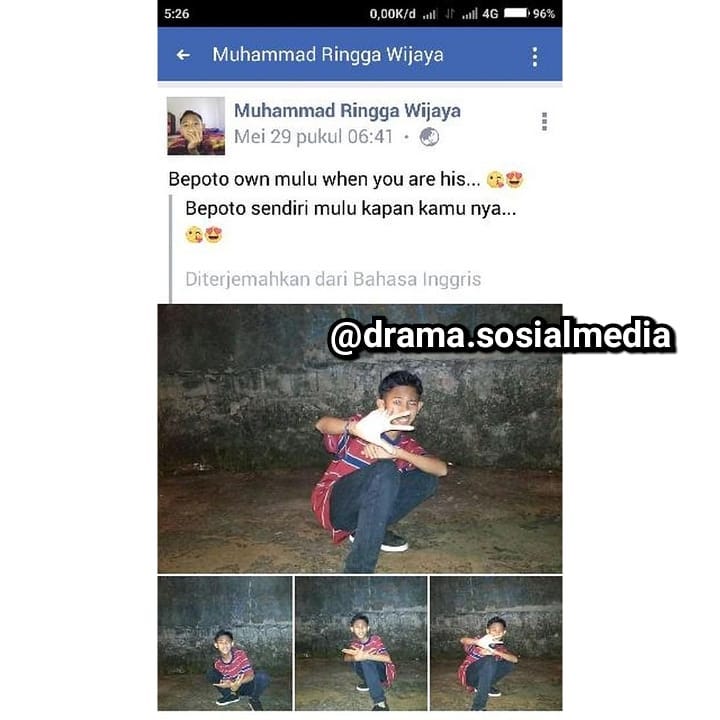 5:26 0,00K/d 4G 96%
Muhammad Ringga Wijaya
Muhammad Ringga Wijaya
Mei 29 pukul 06:41 ·
Bepoto own mulu when you are his... 😘😍
Bepoto sendiri mulu kapan kamu nya...
😘😍
Diterjemahkan dari Bahasa Inggris
@drama.sosialmedia